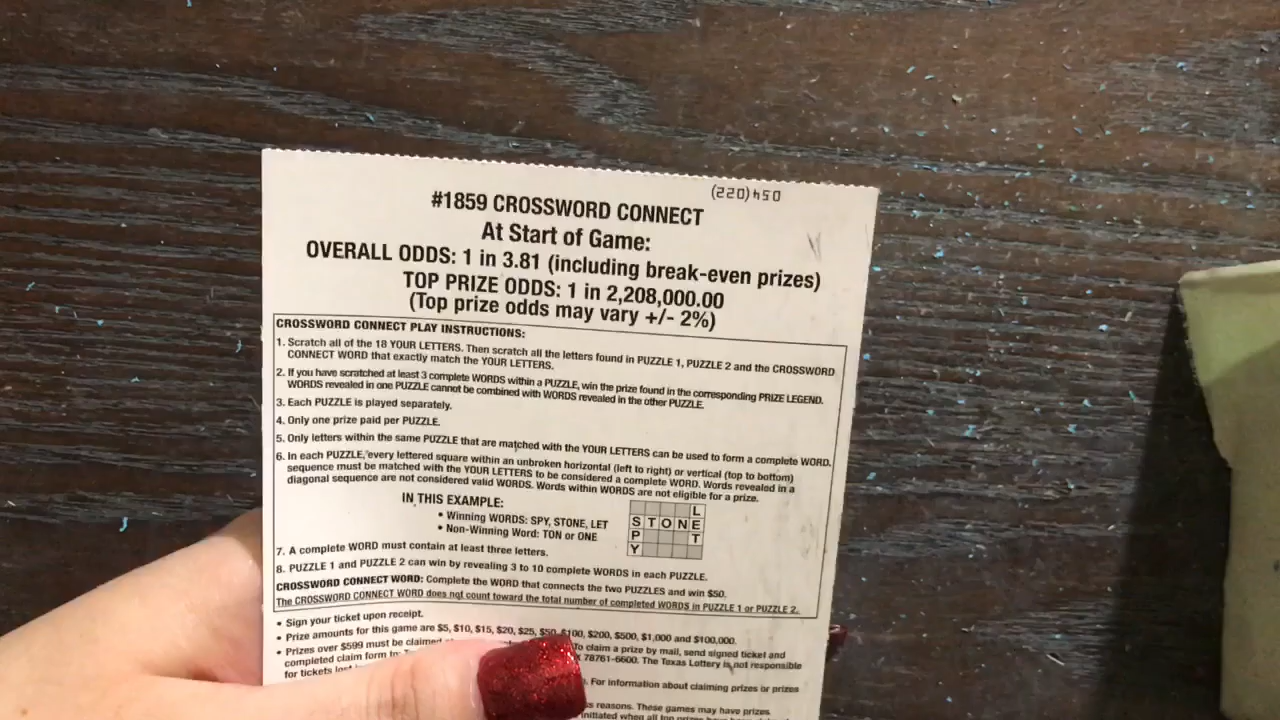 (220)450
#1859 CROSSWORD CONNECT
At Start of Game:
OVERALL ODDS: 1 in 3.81 (including break-even prizes)
TOP PRIZE ODDS: 1 in 2,208,000.00
(Top prize odds may vary +/- 2%)
CROSSWORD CONNECT PLAY INSTRUCTIONS:
1. Scratch all of the 18 YOUR LETTERS. Then scratch all the letters found in PUZZLE 1, PUZZLE 2 and the CROSSWORD
CONNECT WORD that exactly match the YOUR LETTERS.
2. If you have scratched at least 3 complete WORDS within a PUZZLE, win the prize found in the corresponding PRIZE LEGEND.
WORDS revealed in one PUZZLE cannot be combined with WORDS revealed in the other PUZZLE.
3. Each PUZZLE is played separately.
4. Only one prize paid per PUZZLE.
5. Only letters within the same PUZZLE that are matched with the YOUR LETTERS can be used to form a complete WORD.
6. In each PUZZLE, every lettered square within an unbroken horizontal (left to right) or vertical (top to bottom)
sequence must be matched with the YOUR LETTERS to be considered a complete WORD. Words revealed in a
diagonal sequence are not considered valid WORDS. Words within WORDS are not eligible for a prize.
IN THIS EXAMPLE:
• Winning WORDS: SPY, STONE, LET
• Non-Winning Word: TON or ONE
L
S T O N E
P T
Y
7. A complete WORD must contain at least three letters.
8. PUZZLE 1 and PUZZLE 2 can win by revealing 3 to 10 complete WORDS in each PUZZLE.
CROSSWORD CONNECT WORD: Complete the WORD that connects the two PUZZLES and win $50.
The CROSSWORD CONNECT WORD does not count toward the total number of completed WORDS in PUZZLE 1 or PUZZLE 2.
• Sign your ticket upon receipt.
• Prize amounts for this game are $5, $10, $15, $20, $25, $50, $100, $200, $500, $1,000 and $100,000.
• Prizes over $599 must be claimed To claim a prize by mail, send signed ticket and
completed claim form 78761-6600. The Texas Lottery is not responsible
for tickets lost
For information about claiming prizes or prizes
reasons. These games may have prizes
initiated when all top prizes have